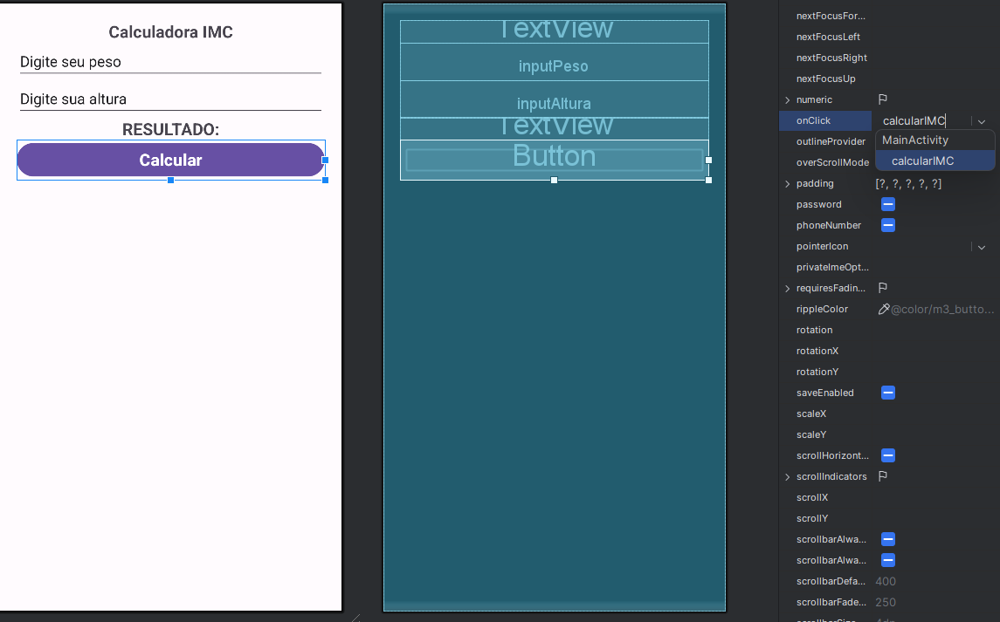 Calculadora IMC
Digite seu peso
Digite sua altura
RESULTADO:
Calcular
TextView
inputPeso
inputAltura
TextView
Button
nextFocusFor...
nextFocusLeft
nextFocusRight
nextFocusUp
numeric
onClick calcularIMC
MainActivity
calcularIMC
outlineProvider
overScrollMode
padding [?, ?, ?, ?, ?]
password
phoneNumber
pointerIcon
privateImeOpt...
requiresFadin...
rippleColor @color/m3_butto...
rotation
rotationX
rotationY
saveEnabled
scaleX
scaleY
scrollHorizont...
scrollIndicators
scrollX
scrollY
scrollbarAlwa...
scrollbarAlwa...
scrollbarDefa... 400
scrollbarFade... 250